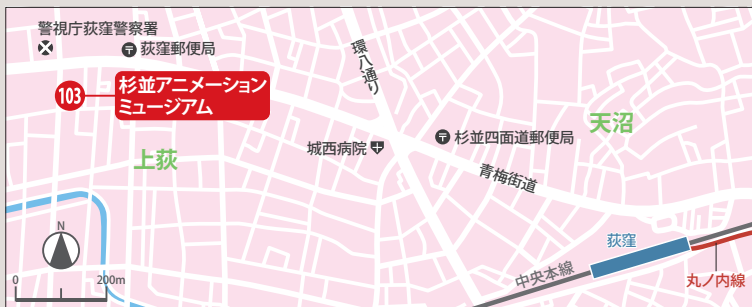 警視庁荻窪警察署
荻窪郵便局
環八通り
103
杉並アニメーション
ミュージアム
天沼
杉並四面道郵便局
城西病院
上荻
青梅街道
N
荻窪
中央本線
0
200m
丸ノ内線